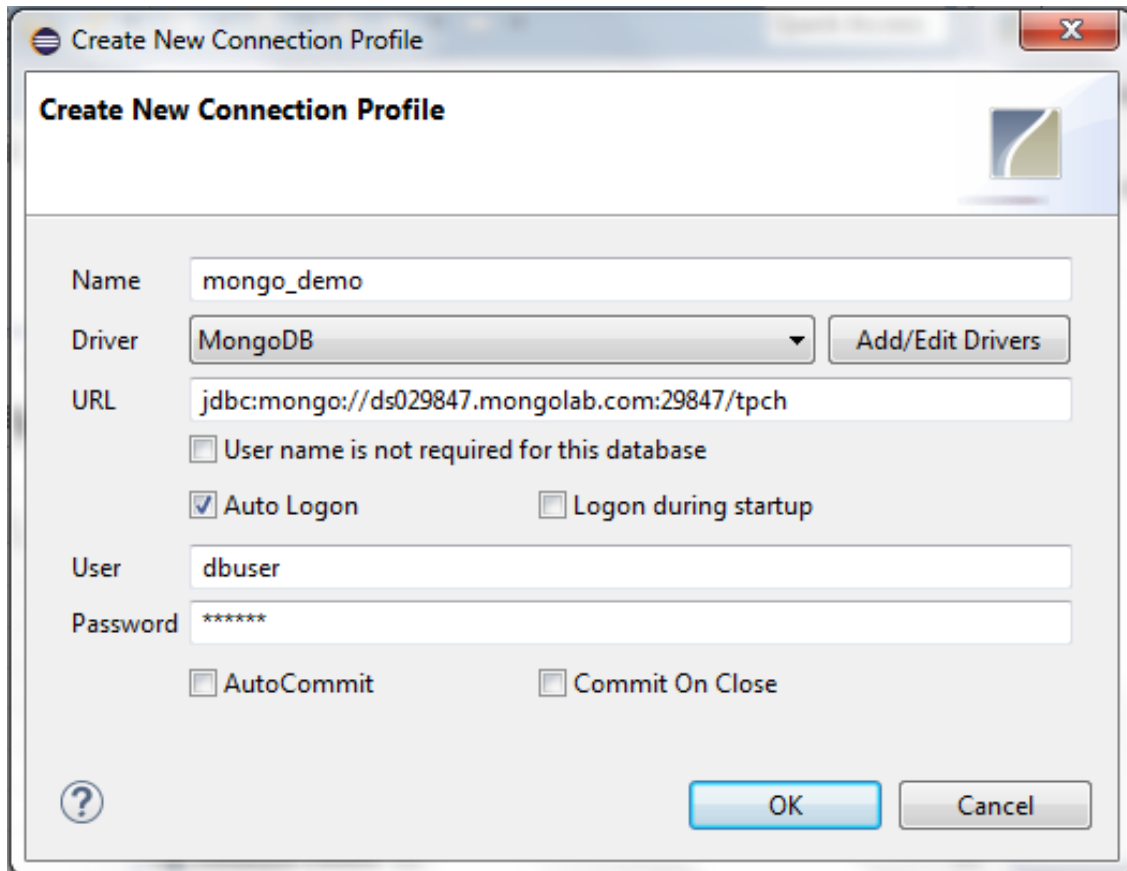 Create New Connection Profile
Create New Connection Profile
Name mongo_demo
Driver MongoDB Add/Edit Drivers
URL jdbc:mongo://ds029847.mongolab.com:29847/tpch
User name is not required for this database
Auto Logon Logon during startup
User dbuser
Password ******
AutoCommit Commit On Close
? OK Cancel